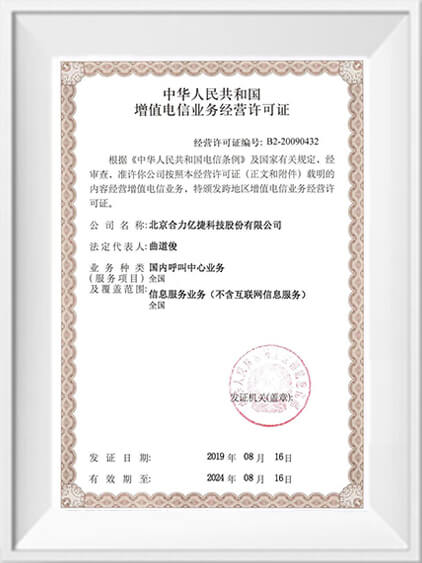 中华人民共和国
增值电信业务经营许可证
经营许可证编号: B2-20090432
根据《中华人民共和国电信条例》及国家有关规定，经
审查，准许你公司按照本经营许可证（正文和附件）载明的
内容经营增值电信业务，特颁发跨地区增值电信业务经营许
可证。
公司名称: 北京合力亿捷科技股份有限公司
法定代表人: 曲道俊
业务种类 国内呼叫中心业务
(服务项目) 全国
及覆盖范围: 信息服务业务（不含互联网信息服务）
全国
发证机关(盖章):
发证日期: 2019 年 08 月 16日
有效期至: 2024 年 08 月 16日